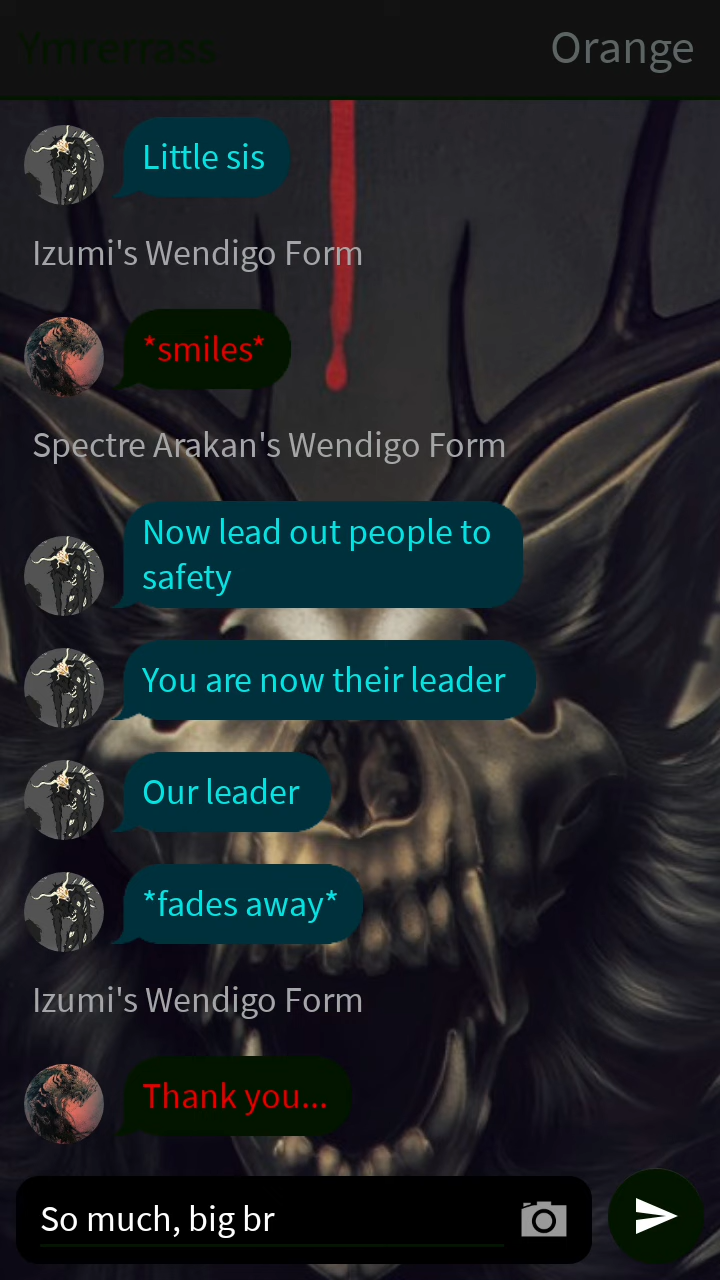 Ymrerrass
Orange
Little sis
Izumi's Wendigo Form
*smiles*
Spectre Arakan's Wendigo Form
Now lead out people to
safety
You are now their leader
Our leader
*fades away*
Izumi's Wendigo Form
Thank you...
So much, big br